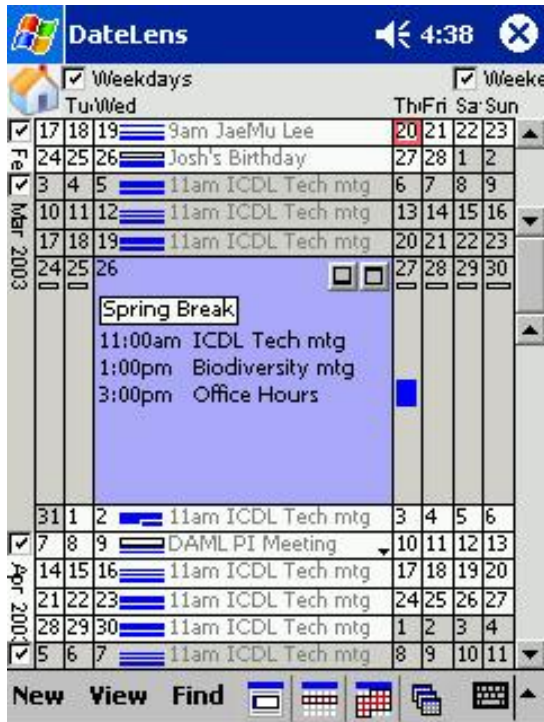 DateLens 4:38
Weekdays Weeke
Tu Wed Thu Fri Sat Sun
17 18 19 9am JaeMu Lee 20 21 22 23
Fe 24 25 26 Josh's Birthday 27 28 1 2
3 4 5 11am ICDL Tech mtg 6 7 8 9
Mar 2003 10 11 12 11am ICDL Tech mtg 13 14 15 16
17 18 19 11am ICDL Tech mtg 20 21 22 23
24 25 26 27 28 29 30
Spring Break
11:00am ICDL Tech mtg
1:00pm Biodiversity mtg
3:00pm Office Hours
31 1 2 11am ICDL Tech mtg 3 4 5 6
7 8 9 DAML PI Meeting 10 11 12 13
Apr 2003 14 15 16 11am ICDL Tech mtg 17 18 19 20
21 22 23 11am ICDL Tech mtg 24 25 26 27
28 29 30 11am ICDL Tech mtg 1 2 3 4
5 6 7 11am ICDL Tech mtg 8 9 10 11
New View Find